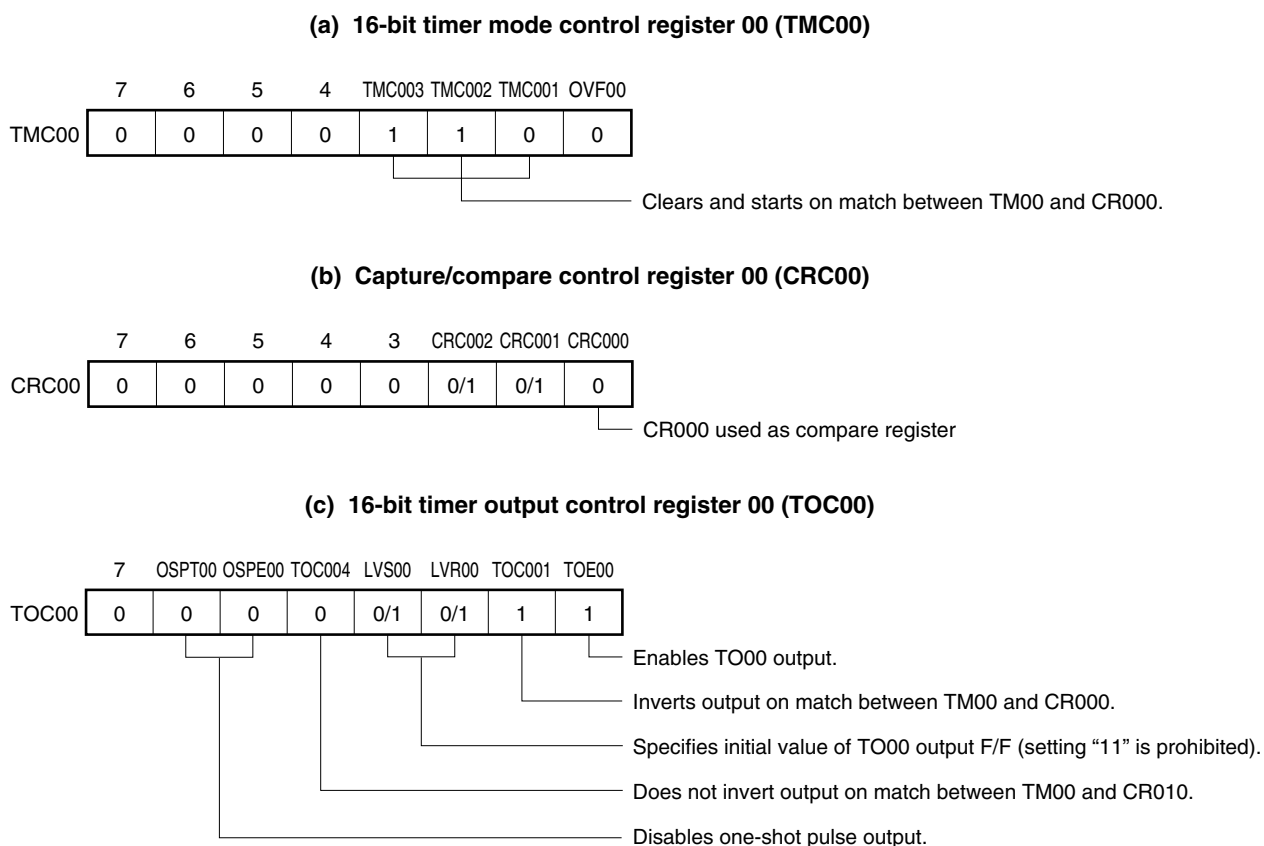 (a) 16-bit timer mode control register 00 (TMC00)
7 6 5 4 TMC003 TMC002 TMC001 OVF00
TMC00 0 0 0 0 1 1 0 0
Clears and starts on match between TM00 and CR000.
(b) Capture/compare control register 00 (CRC00)
7 6 5 4 3 CRC002 CRC001 CRC000
CRC00 0 0 0 0 0 0/1 0/1 0
CR000 used as compare register
(c) 16-bit timer output control register 00 (TOC00)
7 OSPT00 OSPE00 TOC004 LVS00 LVR00 TOC001 TOE00
TOC00 0 0 0 0 0/1 0/1 1 1
Enables TO00 output.
Inverts output on match between TM00 and CR000.
Specifies initial value of TO00 output F/F (setting “11” is prohibited).
Does not invert output on match between TM00 and CR010.
Disables one-shot pulse output.